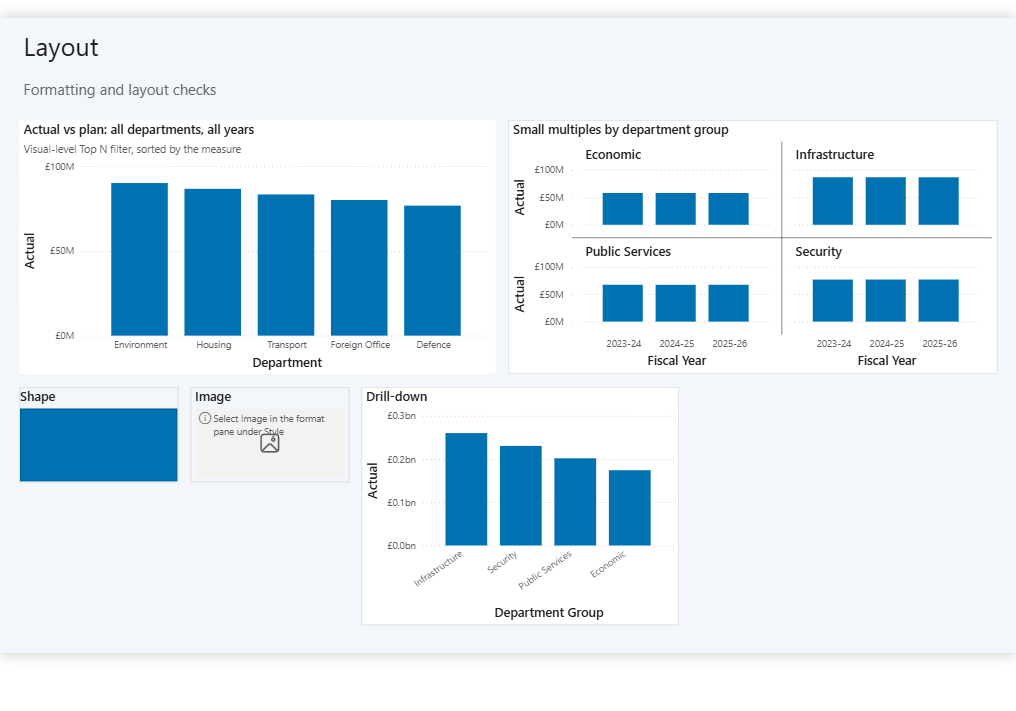 Layout
Formatting and layout checks
Actual vs plan: all departments, all years
Visual-level Top N filter, sorted by the measure
£100M
£50M
£0M
Actual
Environment
Housing
Transport
Foreign Office
Defence
Department
Small multiples by department group
Economic
Infrastructure
£100M
£50M
£0M
Actual
Public Services
Security
£100M
£50M
£0M
Actual
2023-24
2024-25
2025-26
2023-24
2024-25
2025-26
Fiscal Year
Fiscal Year
Shape
Image
Select Image in the format
pane under Style
Drill-down
£0.3bn
£0.2bn
£0.1bn
£0.0bn
Actual
Infrastructure
Security
Public Services
Economic
Department Group